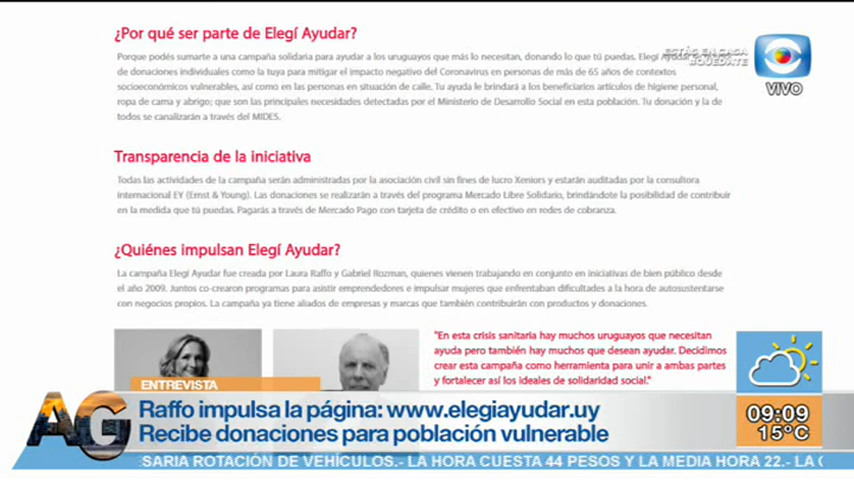 ¿Por qué ser parte de Elegí Ayudar?
Porque podés sumarte a una campaña solidaria para ayudar a los uruguayos que más lo necesitan, donando lo que tú puedas. Elegí Ayudar
de donaciones individuales como la tuya para mitigar el impacto negativo del Coronavirus en personas de más de 65 años de contextos
socioeconómicos vulnerables, así como en las personas en situación de calle. Tu ayuda le brindará a los beneficiarios artículos de higiene personal,
ropa de cama y abrigo; que son las principales necesidades detectadas por el Ministerio de Desarrollo Social en esta población. Tu donación y la de
todos se canalizarán a través del MIDES.
ESTÁS EN CASA
#QUEDATE
VIVO
Transparencia de la iniciativa
Todas las actividades de la campaña serán administradas por la asociación civil sin fines de lucro Xeniors y estarán auditadas por la consultora
internacional EY (Ernst & Young). Las donaciones se realizarán a través del programa Mercado Libre Solidario, brindándote la posibilidad de contribuir
en la medida que tú puedas. Pagarás a través de Mercado Pago con tarjeta de crédito o en efectivo en redes de cobranza.
¿Quiénes impulsan Elegí Ayudar?
La campaña Elegí Ayudar fue creada por Laura Raffo y Gabriel Rozman, quienes vienen trabajando en conjunto en iniciativas de bien público desde
el año 2009. Juntos co-crearon programas para asistir emprendedores e impulsar mujeres que enfrentaban dificultades a la hora de autosustentarse
con negocios propios. La campaña ya tiene aliados de empresas y marcas que también contribuirán con productos y donaciones.
"En esta crisis sanitaria hay muchos uruguayos que necesitan
ayuda pero también hay muchos que desean ayudar. Decidimos
crear esta campaña como herramienta para unir a ambas partes
y fortalecer así los ideales de solidaridad social."
ENTREVISTA
AG
Raffo impulsa la página: www.elegiayudar.uy
Recibe donaciones para población vulnerable
09:09
15°C
SARIA ROTACIÓN DE VEHÍCULOS.- LA HORA CUESTA 44 PESOS Y LA MEDIA HORA 22.- LA